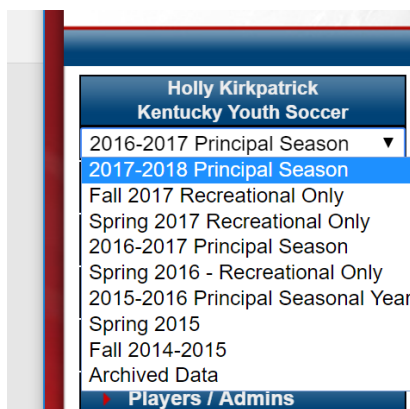 Holly Kirkpatrick
Kentucky Youth Soccer
2016-2017 Principal Season ▼
2017-2018 Principal Season
Fall 2017 Recreational Only
Spring 2017 Recreational Only
2016-2017 Principal Season
Spring 2016 - Recreational Only
2015-2016 Principal Seasonal Year
Spring 2015
Fall 2014-2015
Archived Data
Players / Admins